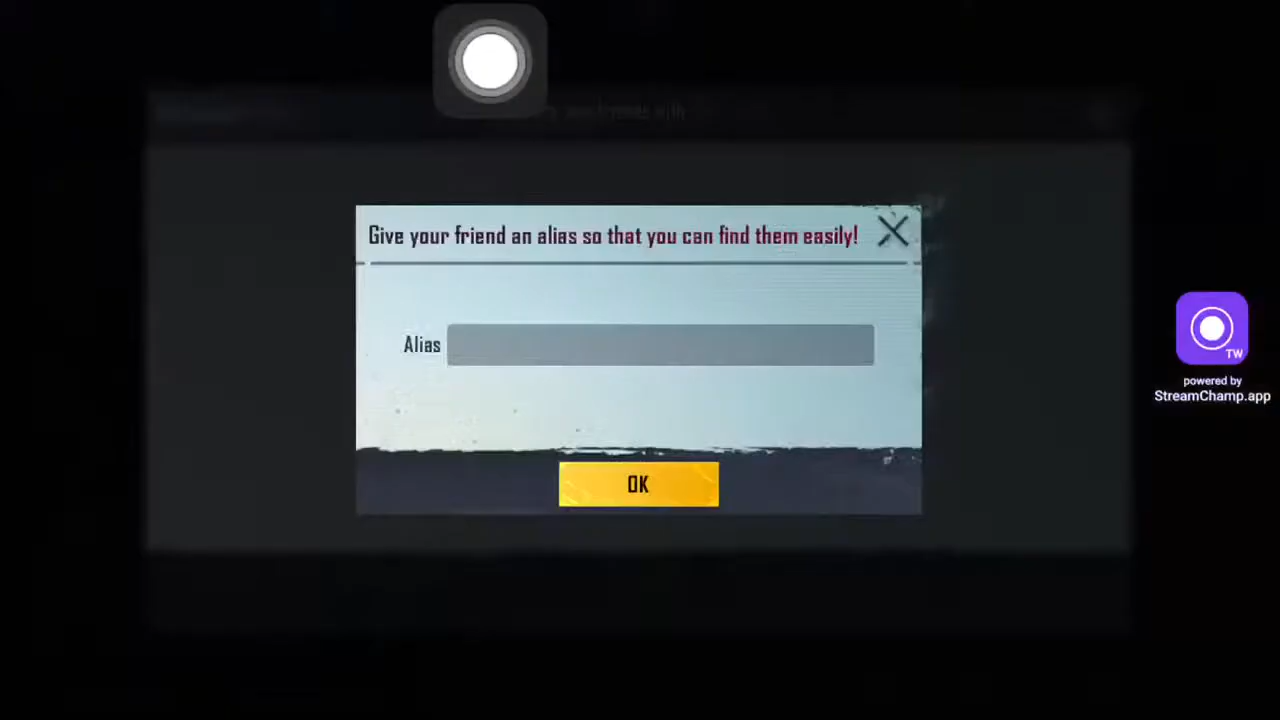 Give your friend an alias so that you can find them easily!
Alias
OK
TW
powered by
StreamChamp.app